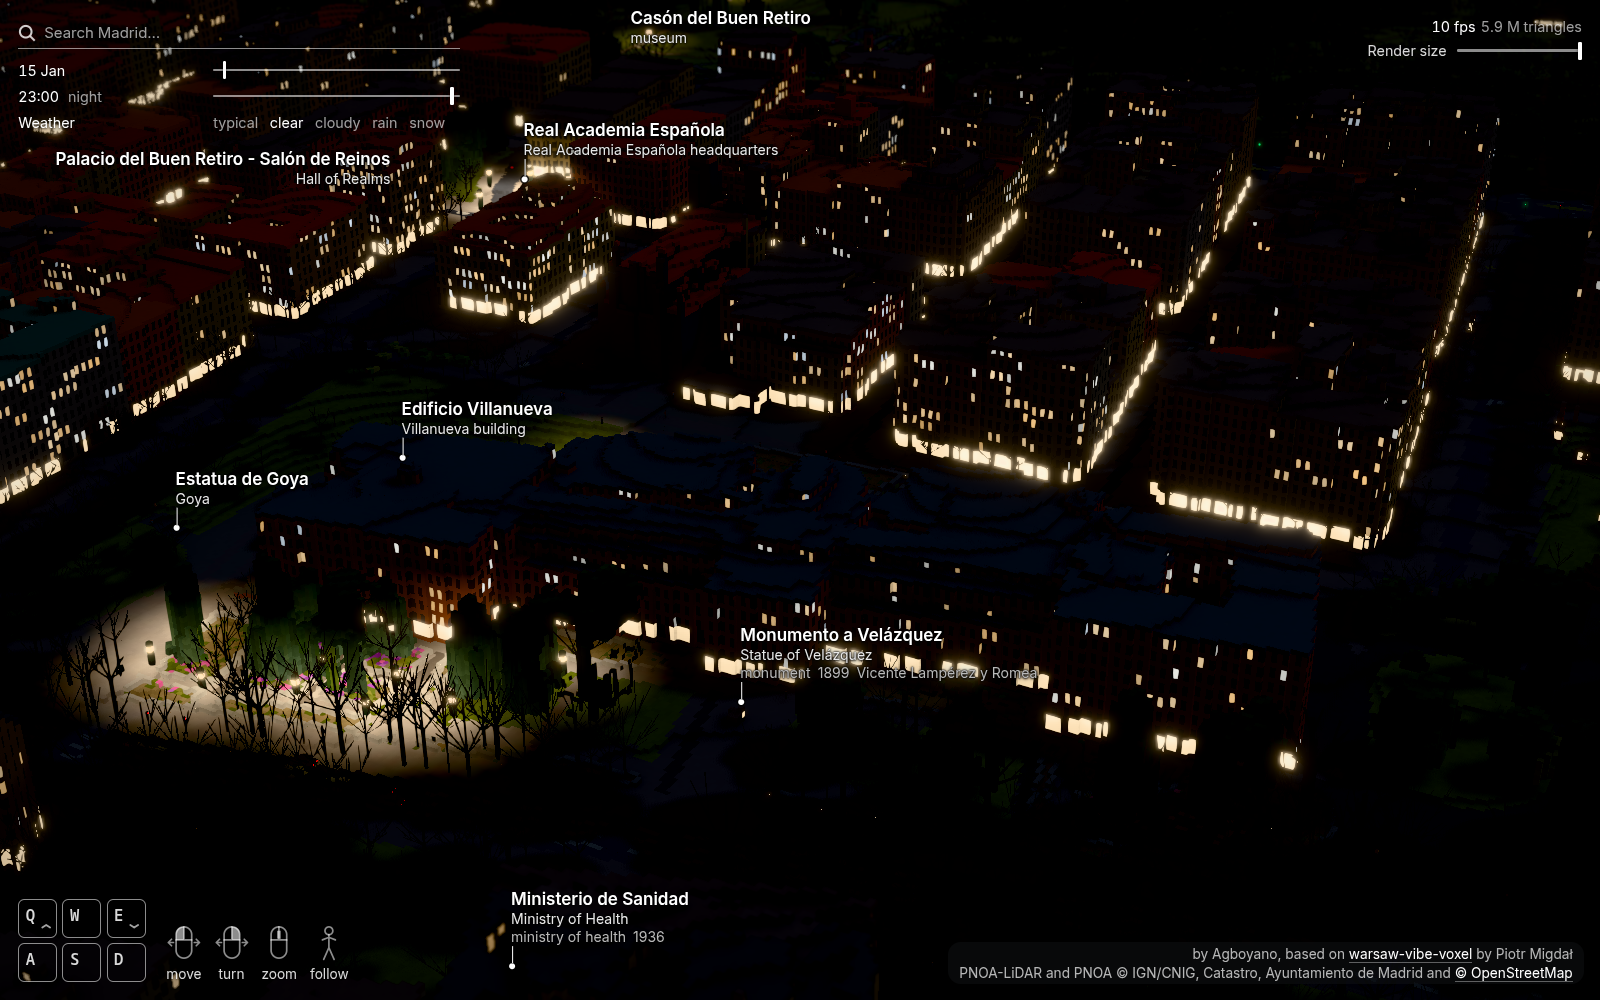 Search Madrid...
15 Jan
23:00 night
Weather typical clear cloudy rain snow
10 fps 5.9 M triangles
Render size
Casón del Buen Retiro
museum
Real Academia Española
Real Academia Española headquarters
Palacio del Buen Retiro - Salón de Reinos
Hall of Realms
Edificio Villanueva
Villanueva building
Estatua de Goya
Goya
Monumento a Velázquez
Statue of Velázquez
monument 1899 Vicente Lampérez y Romea
Ministerio de Sanidad
Ministry of Health
ministry of health 1936
Q W E
A S D
move turn zoom follow
by Agboyano, based on warsaw-vibe-voxel by Piotr Migdał
PNOA-LiDAR and PNOA © IGN/CNIG, Catastro, Ayuntamiento de Madrid and © OpenStreetMap